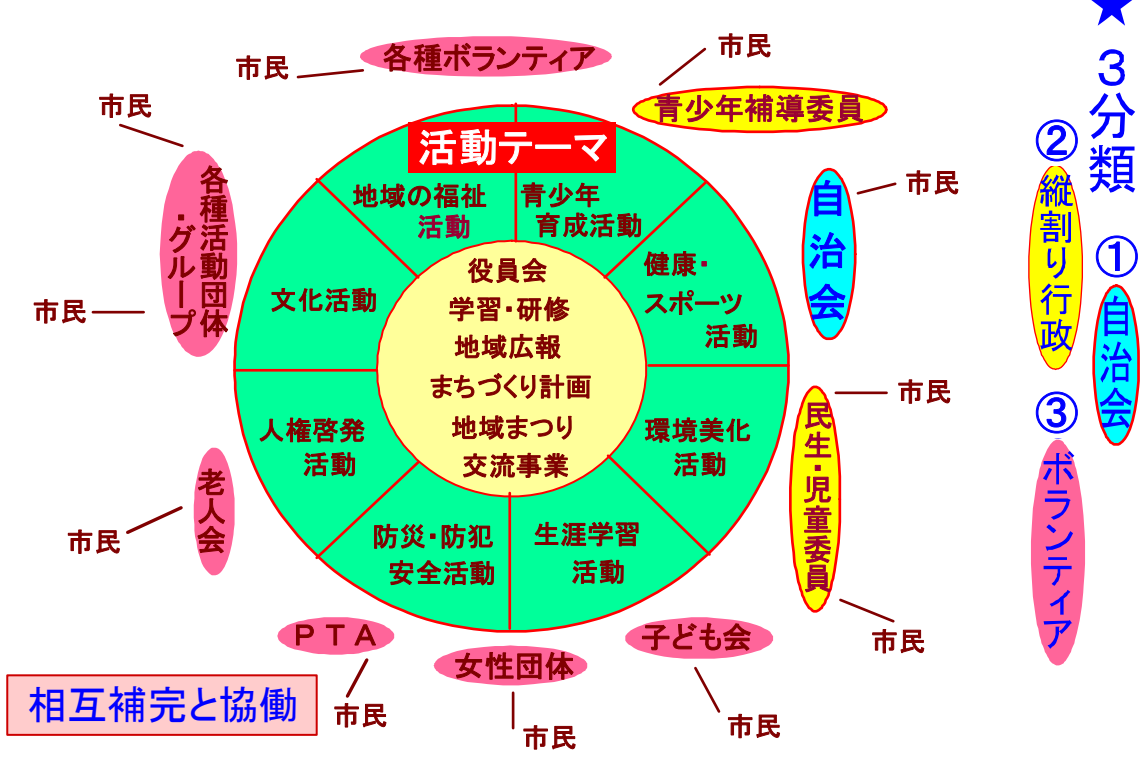 ★
３分類
①
自治会
②
縦割り行政
③
ボランティア
市民
各種ボランティア
市民
青少年補導委員
市民
各種活動団体
・グループ
市民
自治会
市民
活動テーマ
地域の福祉
活動
青少年
育成活動
健康・
スポーツ
活動
文化活動
役員会
学習・研修
地域広報
まちづくり計画
地域まつり
交流事業
人権啓発
活動
環境美化
活動
防災・防犯
安全活動
生涯学習
活動
市民
民生・児童委員
市民
市民
老人会
市民
ＰＴＡ
市民
女性団体
市民
子ども会
市民
相互補完と協働